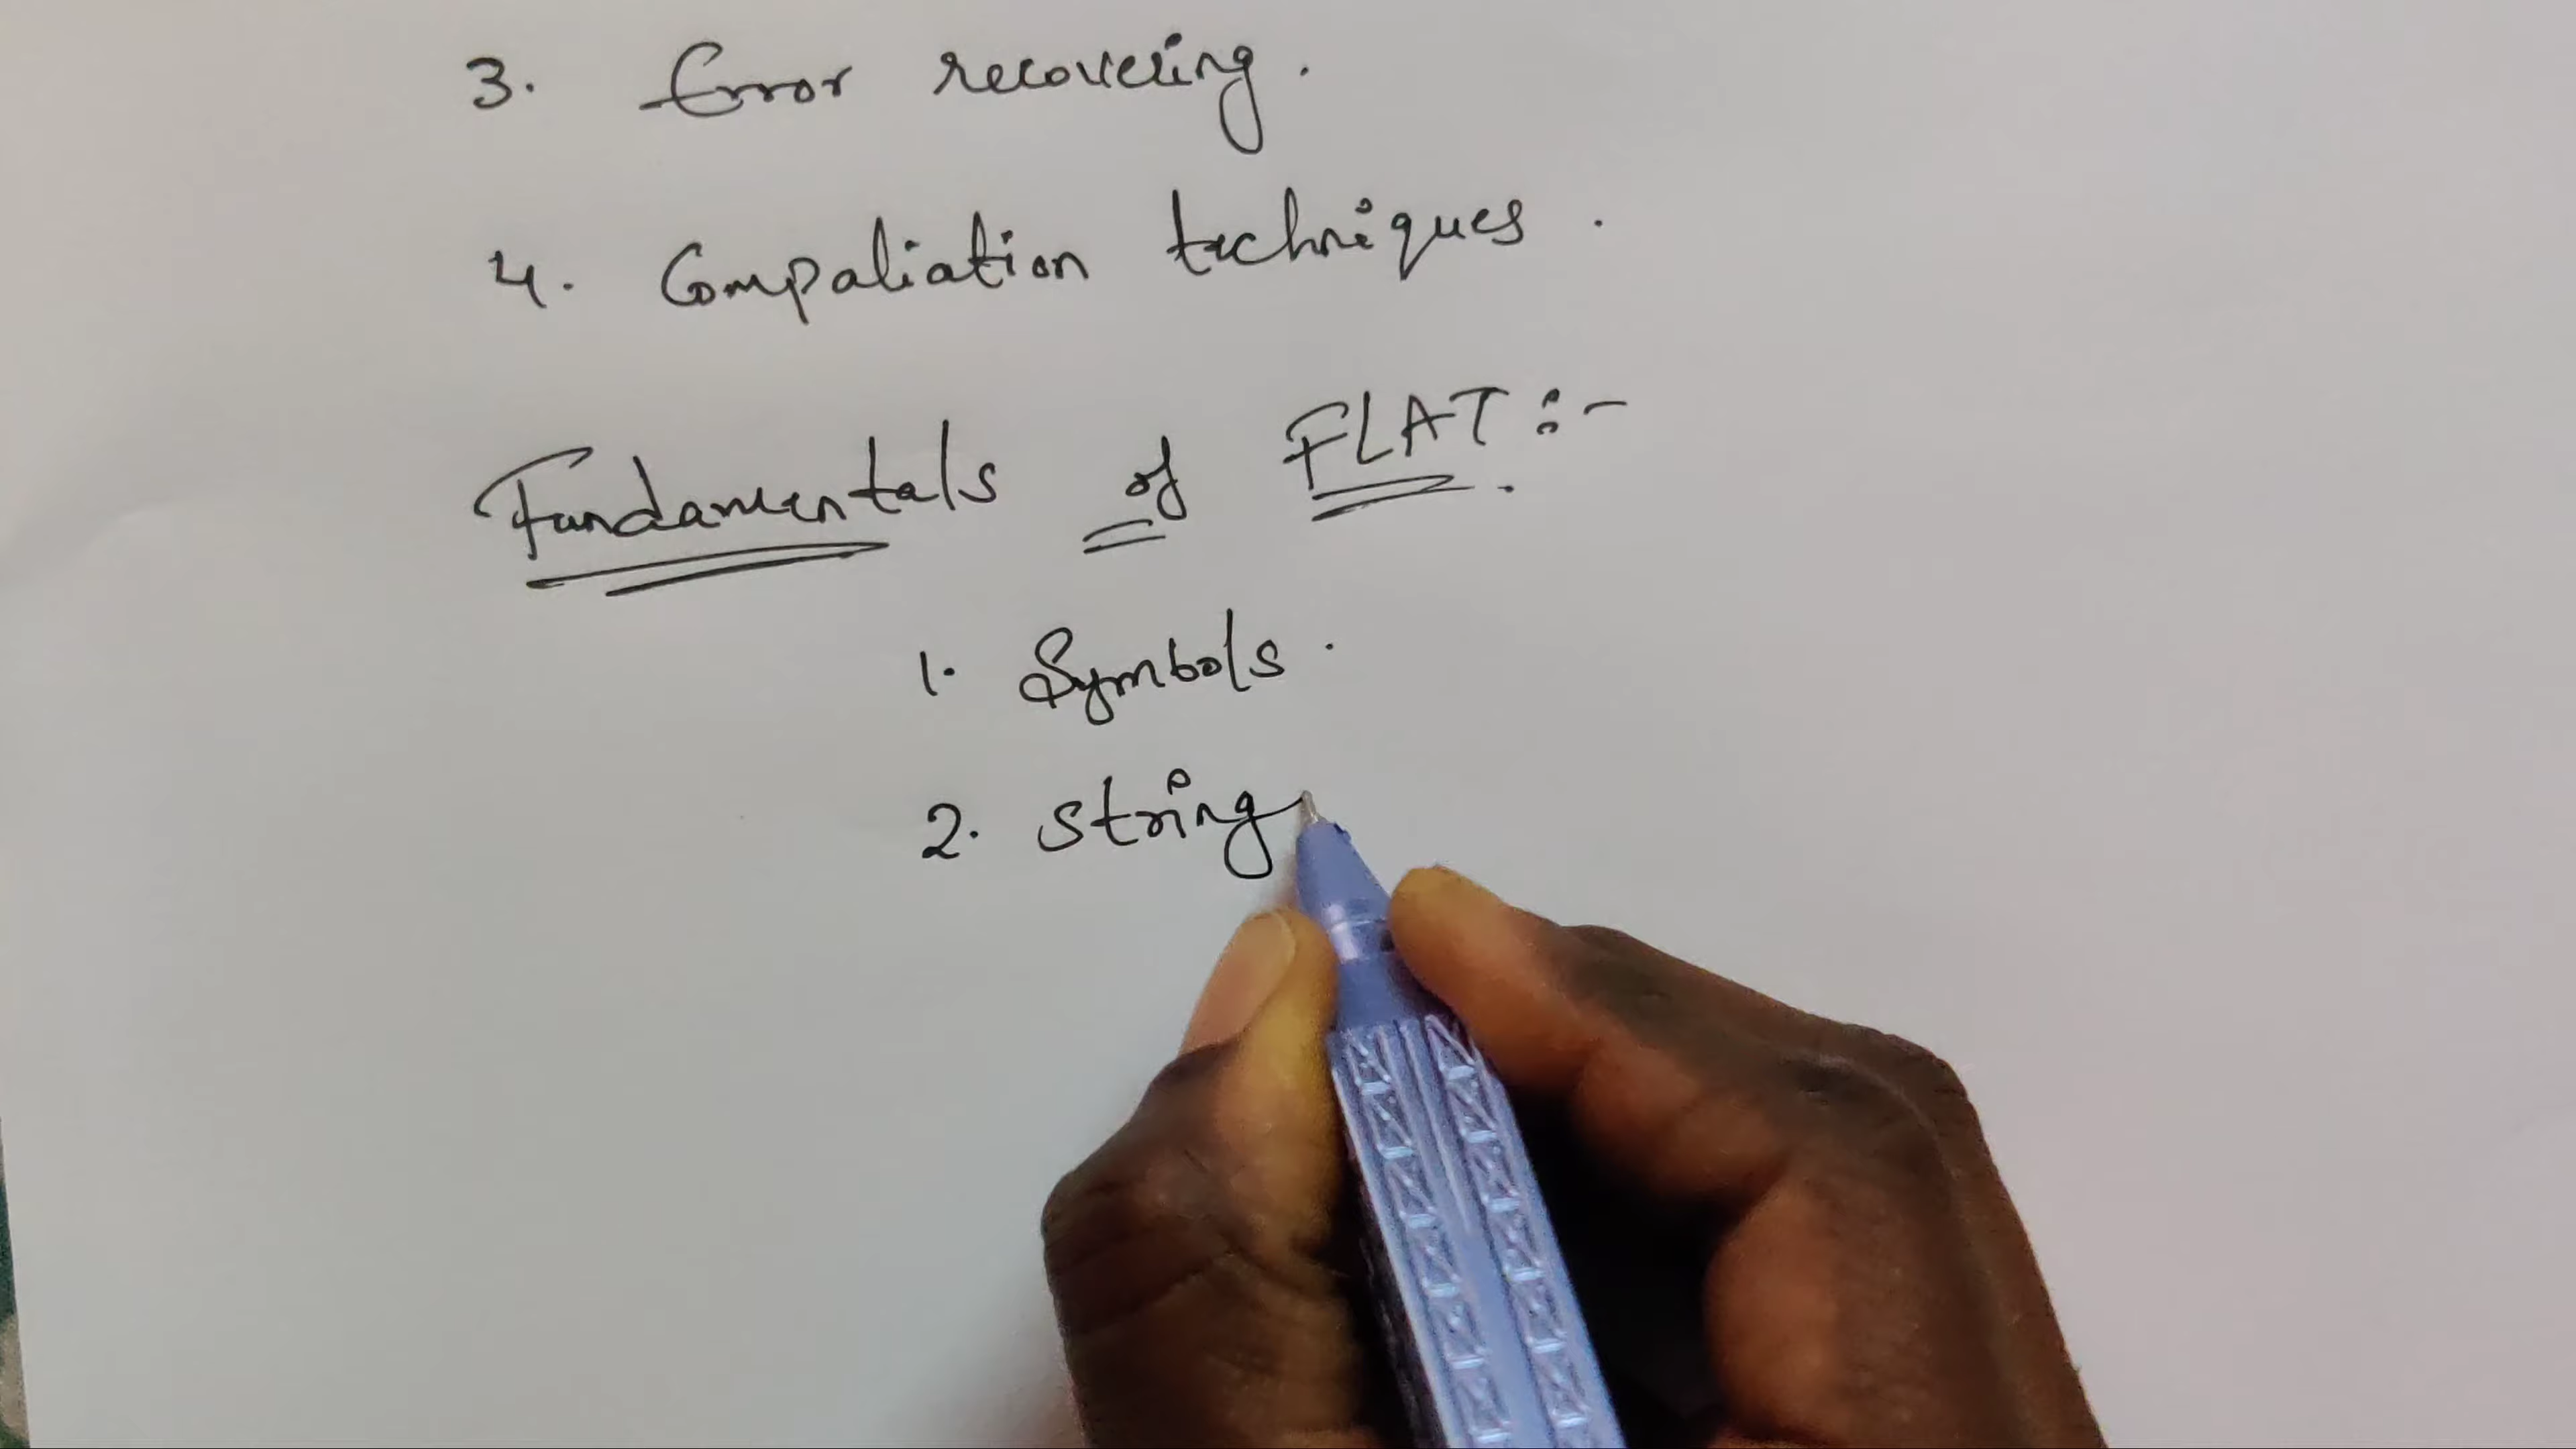 3. Error recovering.
4. Compaliation techniques.
Fundamentals of FLAT :-
1. Symbols.
2. string